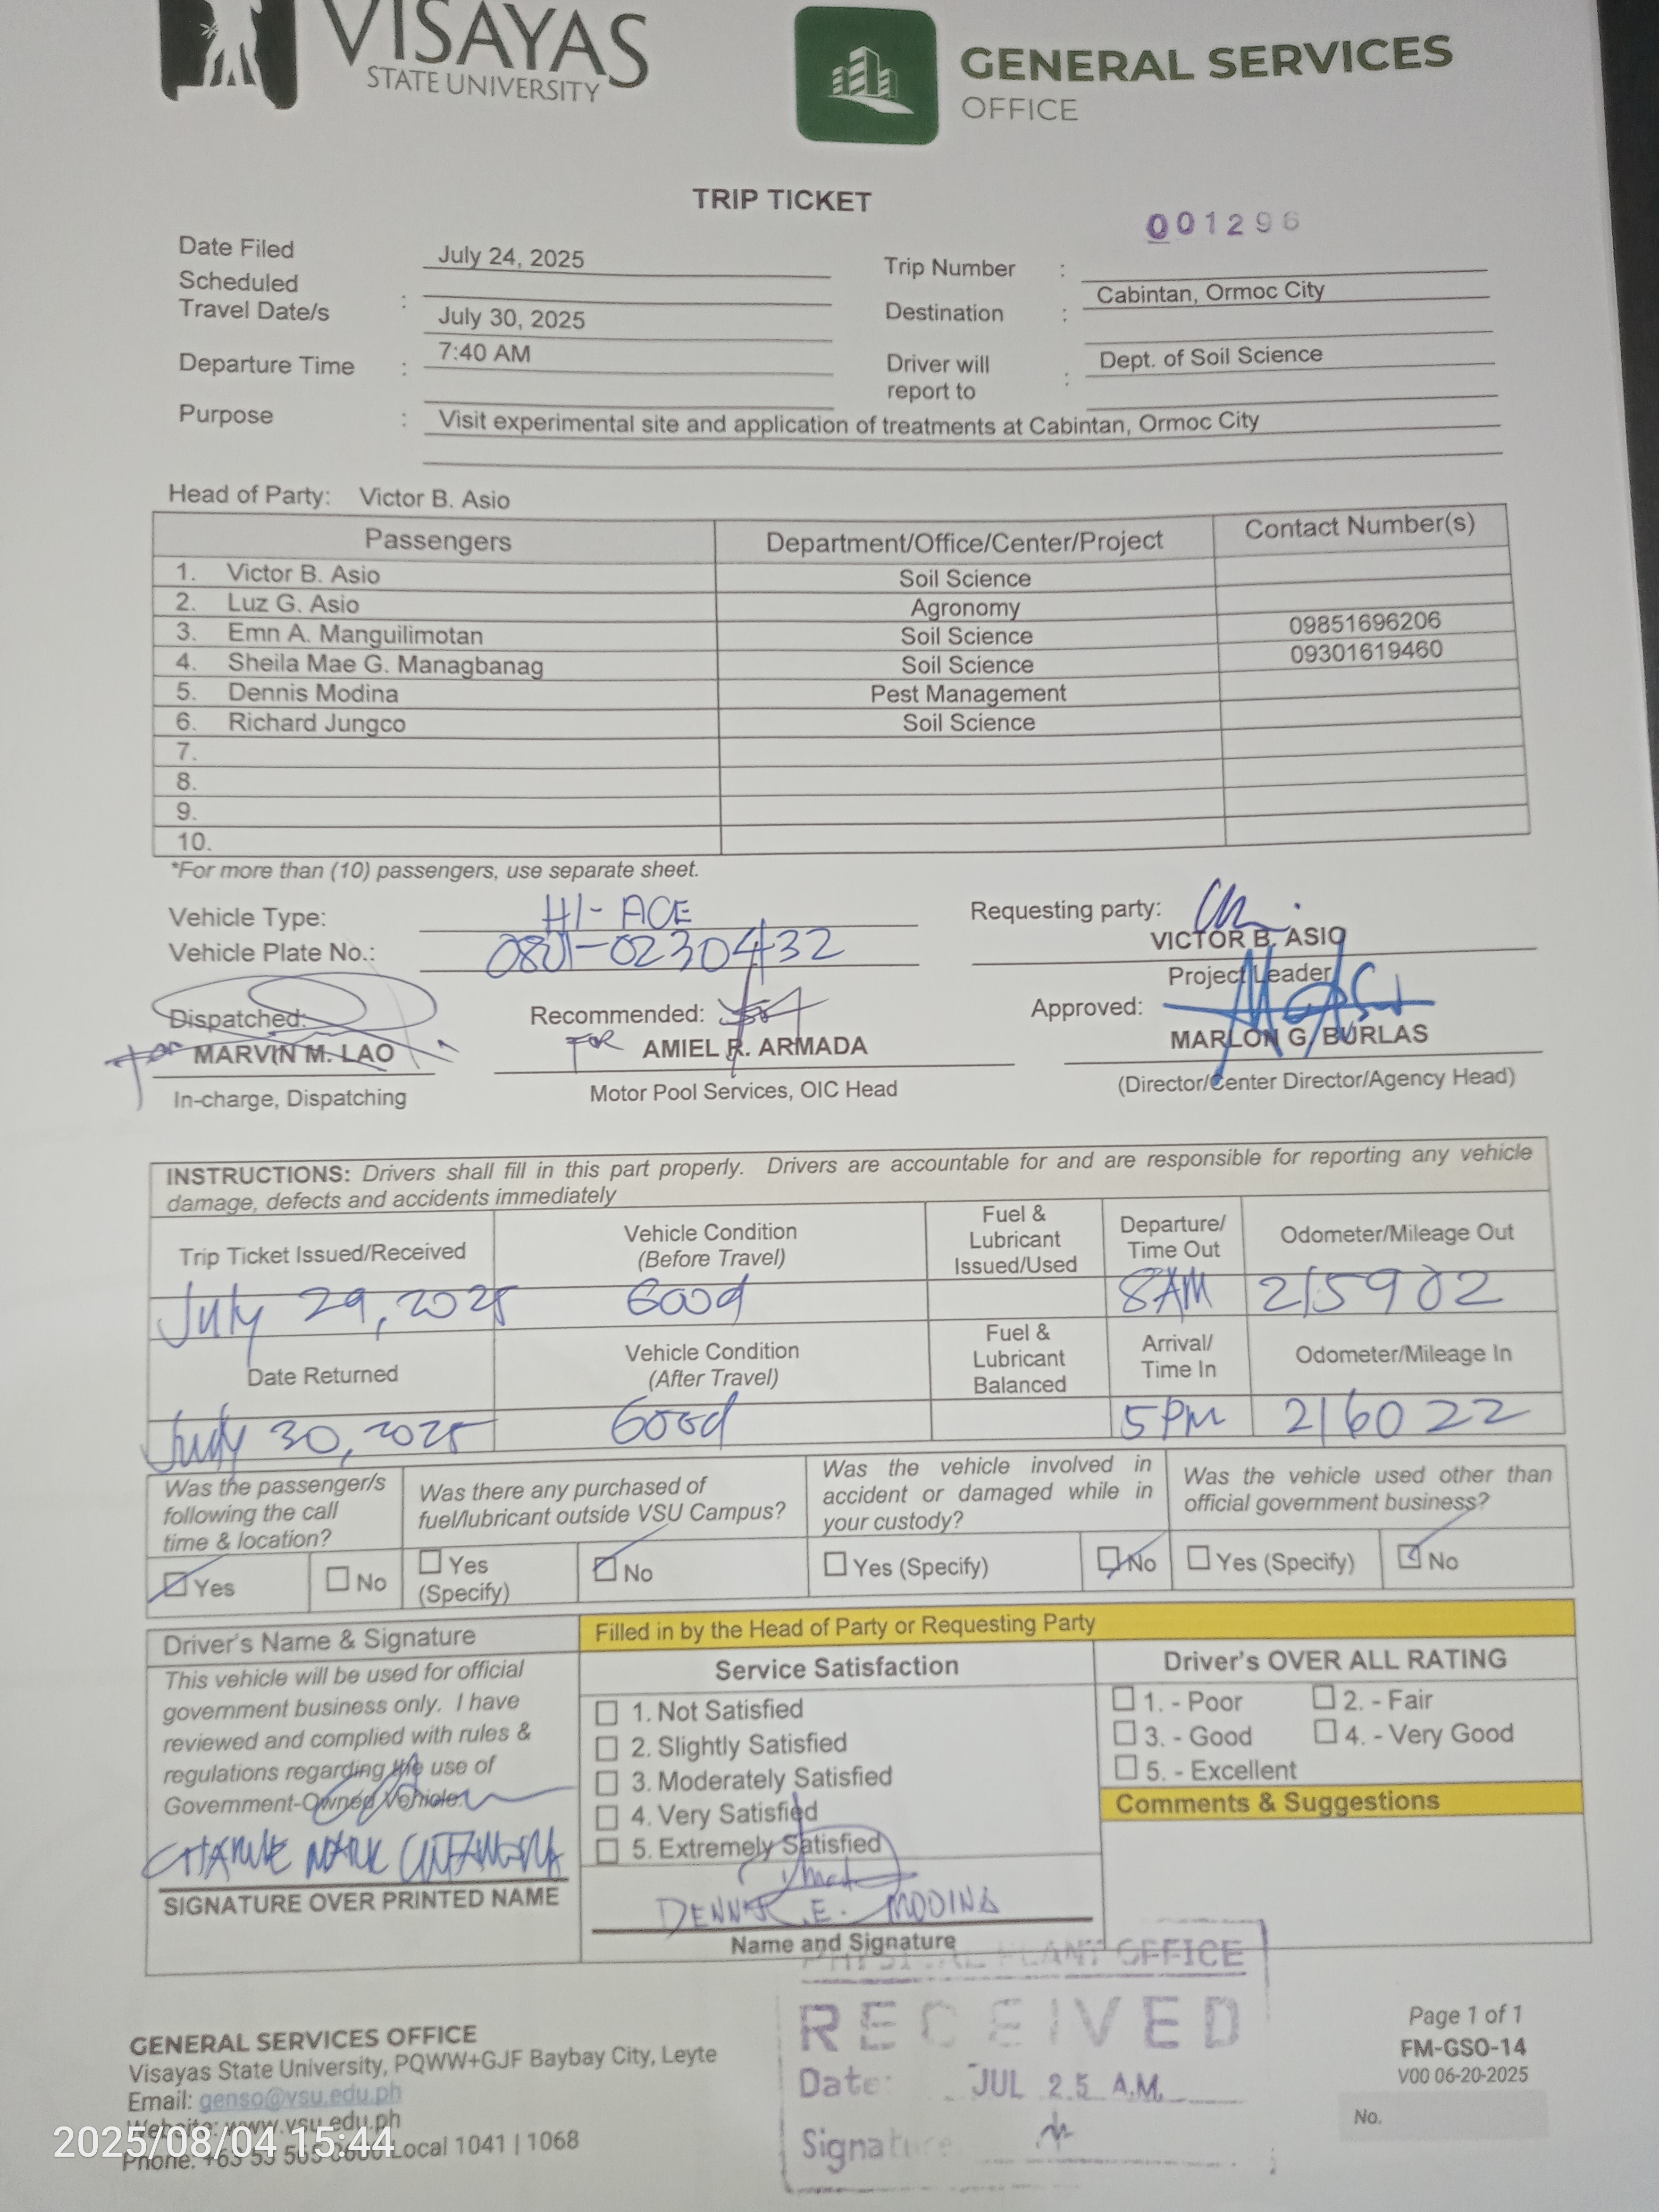 VISAYAS
STATE UNIVERSITY
GENERAL SERVICES
OFFICE
TRIP TICKET
001296
Date Filed July 24, 2025
Trip Number :
Scheduled
Travel Date/s : July 30, 2025
Destination : Cabintan, Ormoc City
Departure Time : 7:40 AM
Driver will
report to : Dept. of Soil Science
Purpose : Visit experimental site and application of treatments at Cabintan, Ormoc City
Head of Party: Victor B. Asio
Passengers Department/Office/Center/Project Contact Number(s)
1. Victor B. Asio Soil Science
2. Luz G. Asio Agronomy
3. Emn A. Manguilimotan Soil Science 09851696206
4. Sheila Mae G. Managbanag Soil Science 09301619460
5. Dennis Modina Pest Management
6. Richard Jungco Soil Science
7.
8.
9.
10.
*For more than (10) passengers, use separate sheet.
Vehicle Type: HI-ACE
Requesting party:
Vehicle Plate No.:
VICTOR B. ASIO
Project Leader
Dispatched: Recommended: Approved:
for MARVIN M. LAO FOR AMIEL R. ARMADA MARLON G. BURLAS
In-charge, Dispatching Motor Pool Services, OIC Head (Director/Center Director/Agency Head)
INSTRUCTIONS: Drivers shall fill in this part properly. Drivers are accountable for and are responsible for reporting any vehicle
damage, defects and accidents immediately
Trip Ticket Issued/Received
Vehicle Condition
(Before Travel)
Fuel &
Lubricant
Issued/Used
Departure/
Time Out
Odometer/Mileage Out
July 29, 2025 Good 8AM 215902
Date Returned
Vehicle Condition
(After Travel)
Fuel &
Lubricant
Balanced
Arrival/
Time In
Odometer/Mileage In
July 30, 2025 Good 5PM 216022
Was the passenger/s
following the call
time & location?
Was there any purchased of
fuel/lubricant outside VSU Campus?
Was the vehicle involved in
accident or damaged while in
your custody?
Was the vehicle used other than
official government business?
Yes No Yes
(Specify)
No Yes (Specify) No Yes (Specify) No
Driver's Name & Signature
This vehicle will be used for official
government business only. I have
reviewed and complied with rules &
regulations regarding the use of
Government-Owned Vehicle.
SIGNATURE OVER PRINTED NAME
Filled in by the Head of Party or Requesting Party
Service Satisfaction
1. Not Satisfied
2. Slightly Satisfied
3. Moderately Satisfied
4. Very Satisfied
5. Extremely Satisfied
DENNIS E. MODINA
Name and Signature
Driver's OVER ALL RATING
1. - Poor 2. - Fair
3. - Good 4. - Very Good
5. - Excellent
Comments & Suggestions
PHYSICAL PLANT OFFICE
RECEIVED
Date: JUL 25 A.M.
Signature
GENERAL SERVICES OFFICE
Visayas State University, PQWW+GJF Baybay City, Leyte
Email: genso@vsu.edu.ph
Website: www.vsu.edu.ph
Phone: +63 53 565 Local 1041 | 1068
Page 1 of 1
FM-GSO-14
V00 06-20-2025
No.
2025/08/04 15:44